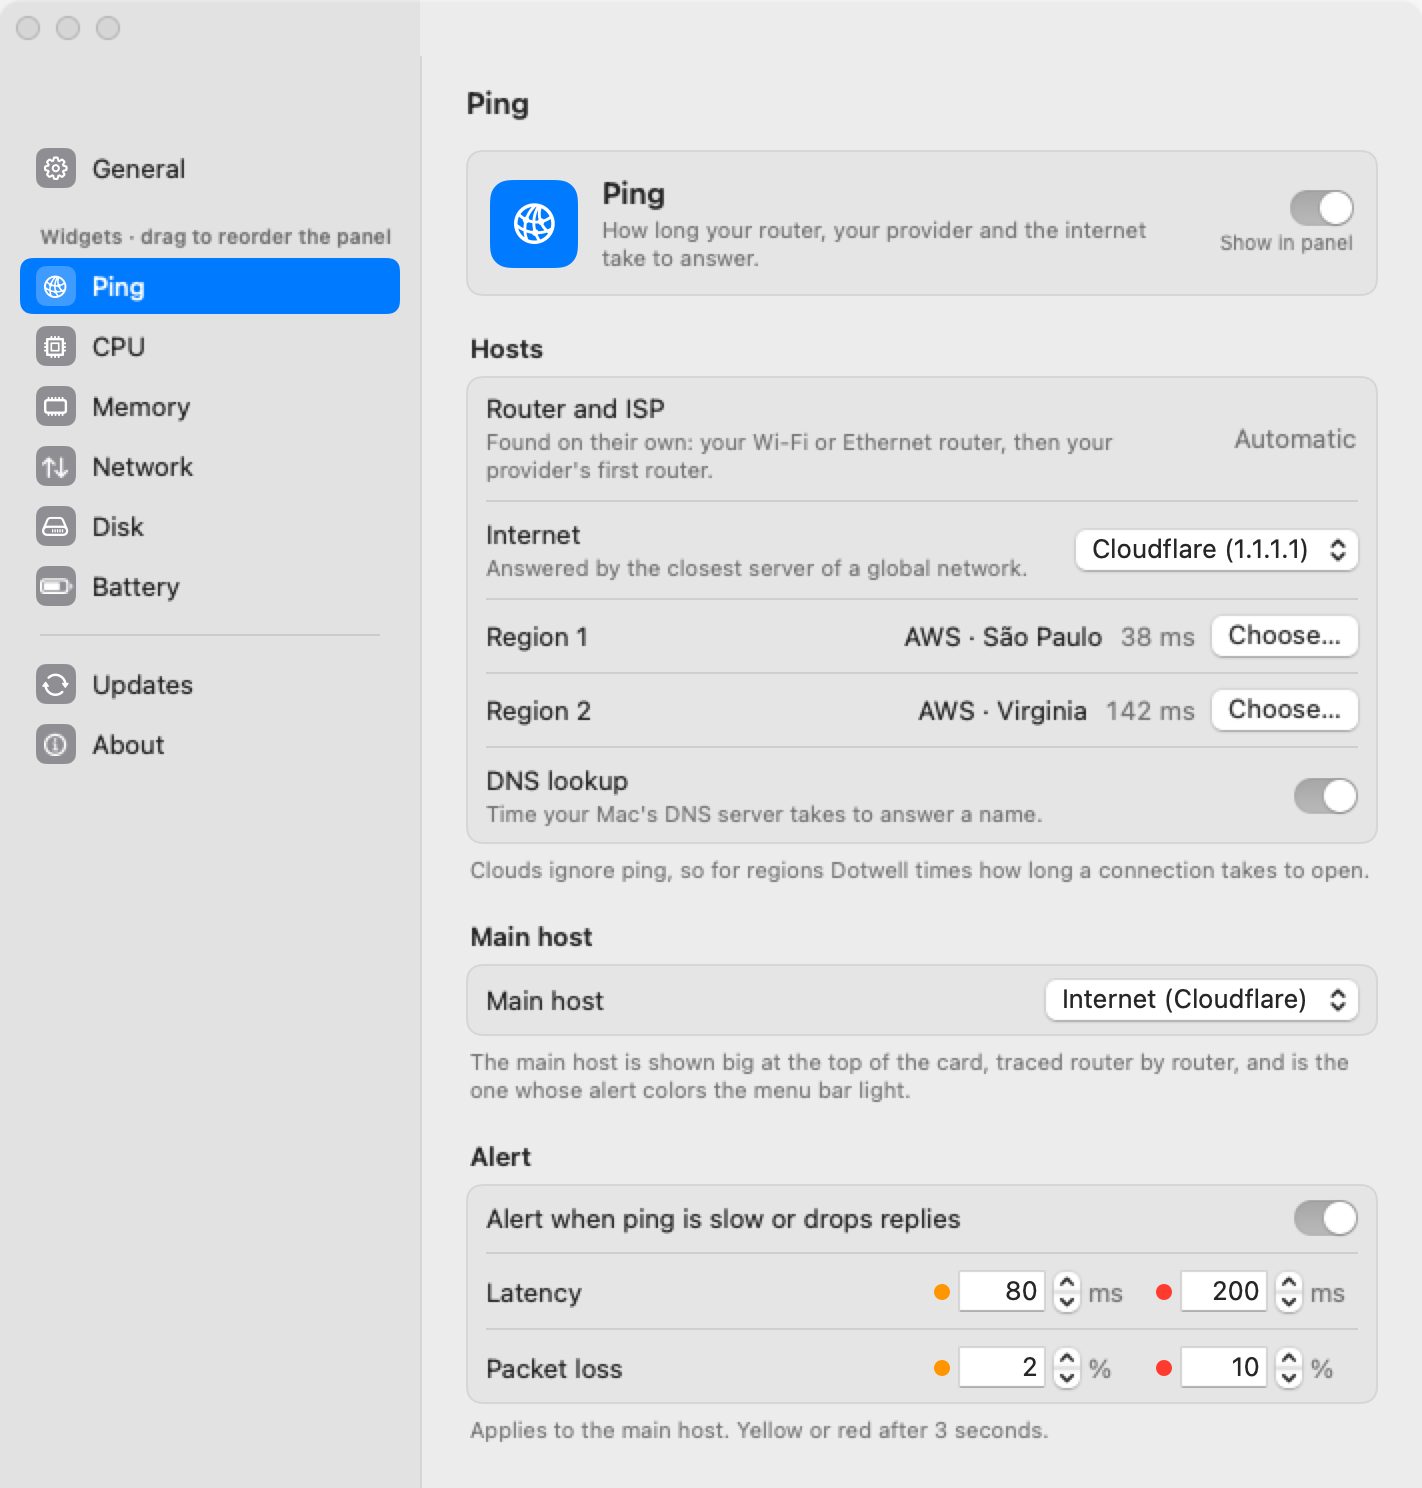 Ping
General
Widgets · drag to reorder the panel
Ping
CPU
Memory
Network
Disk
Battery
Updates
About
Ping
How long your router, your provider and the internet
take to answer.
Show in panel
Hosts
Router and ISP
Found on their own: your Wi-Fi or Ethernet router, then your
provider's first router.
Automatic
Internet
Answered by the closest server of a global network.
Cloudflare (1.1.1.1)
Region 1 AWS · São Paulo 38 ms Choose...
Region 2 AWS · Virginia 142 ms Choose...
DNS lookup
Time your Mac's DNS server takes to answer a name.
Clouds ignore ping, so for regions Dotwell times how long a connection takes to open.
Main host
Main host Internet (Cloudflare)
The main host is shown big at the top of the card, traced router by router, and is the
one whose alert colors the menu bar light.
Alert
Alert when ping is slow or drops replies
Latency 80 ms 200 ms
Packet loss 2 % 10 %
Applies to the main host. Yellow or red after 3 seconds.